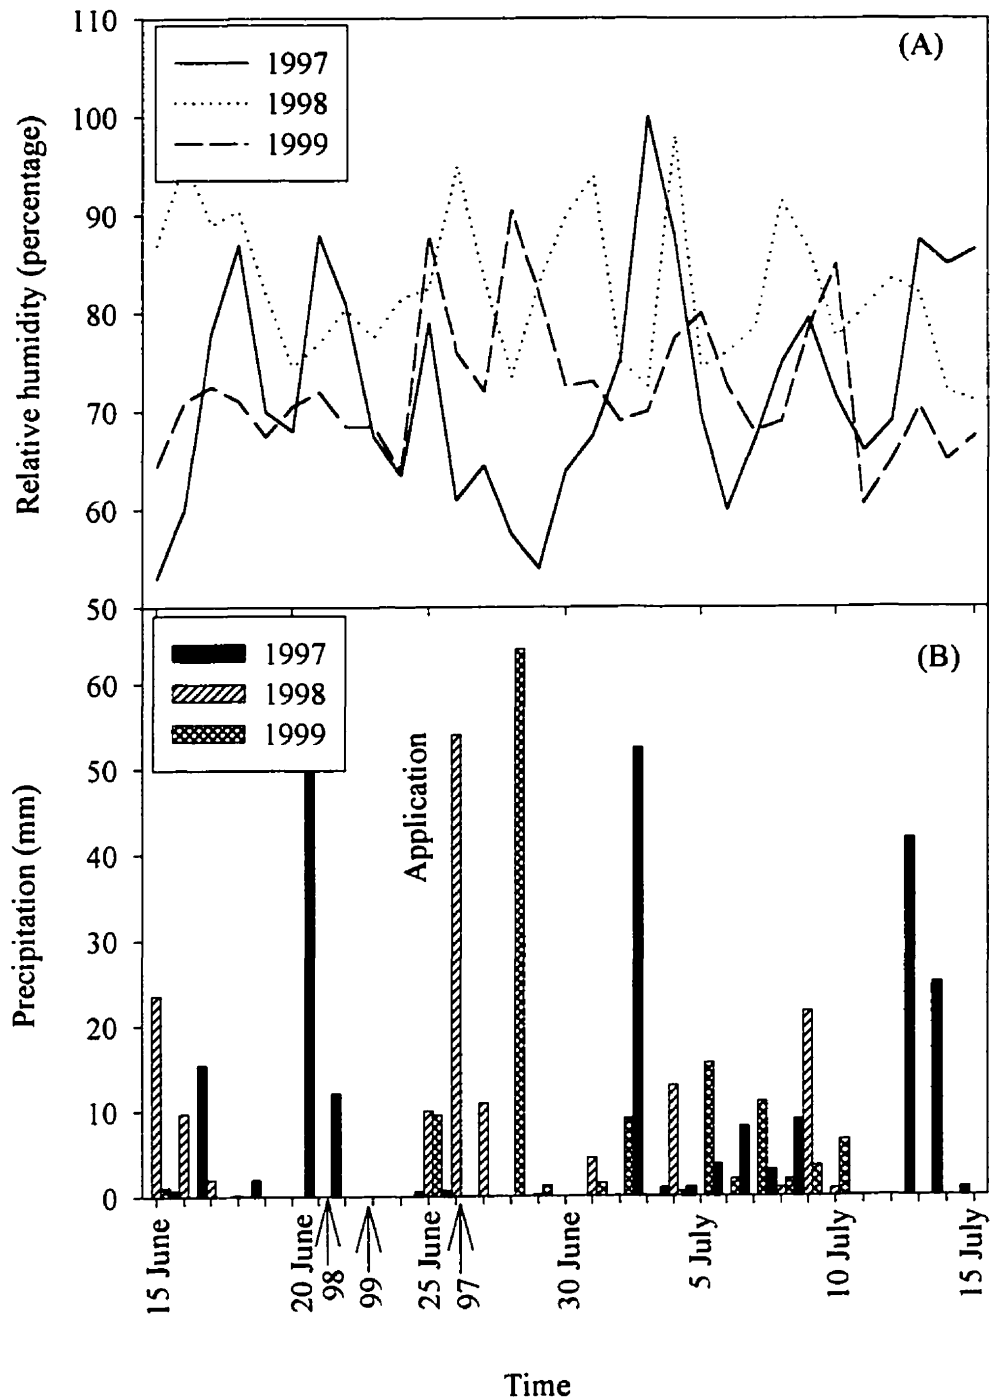 (A)
1997
1998
1999
110
100
90
80
70
60
50
Relative humidity (percentage)
(B)
1997
1998
1999
60
50
40
30
20
10
0
Precipitation (mm)
Application
15 June
20 June
98
99
25 June
97
30 June
5 July
10 July
15 July
Time